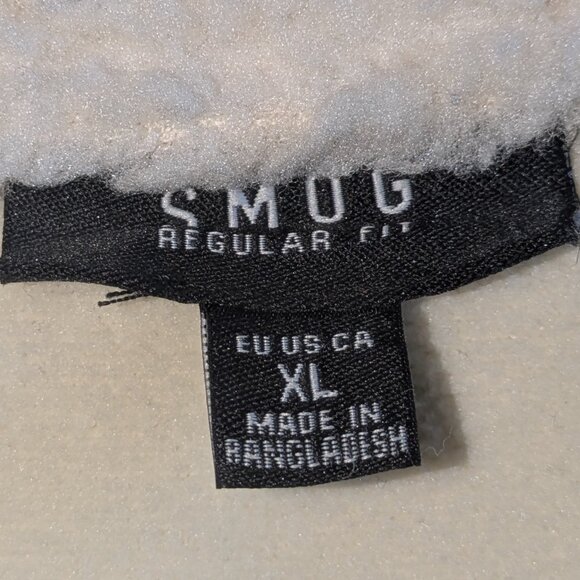 SMOG
REGULAR FIT
EU US CA
XL
MADE IN
BANGLADESH